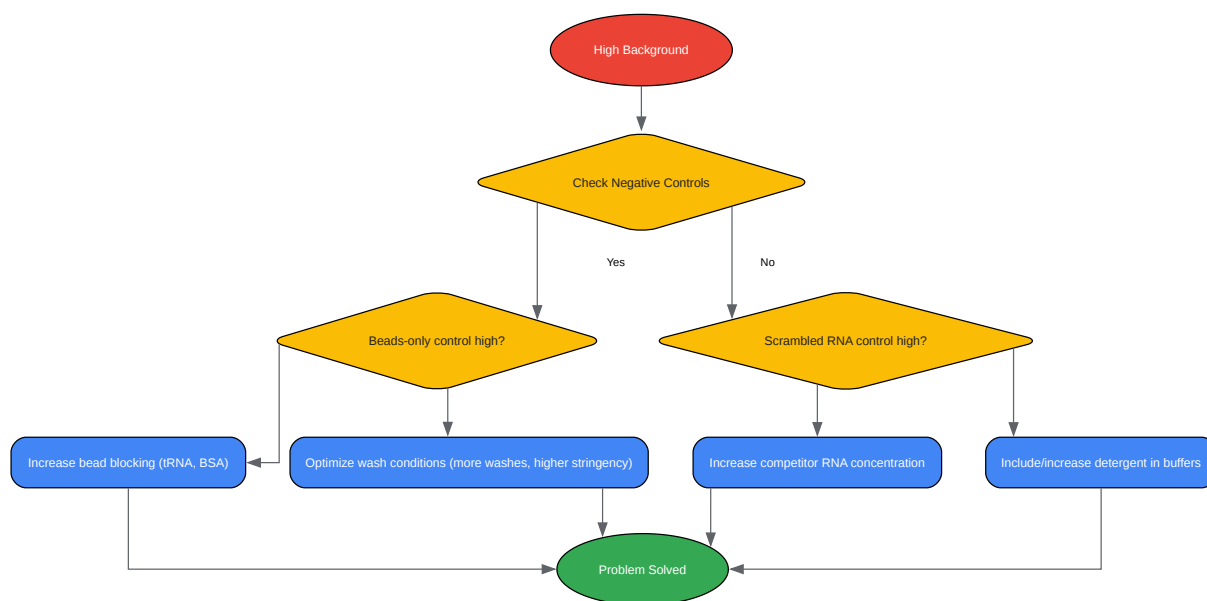 High Background
Check Negative Controls
Yes
No
Beads-only control high?
Scrambled RNA control high?
Increase bead blocking (tRNA, BSA)
Optimize wash conditions (more washes, higher stringency)
Increase competitor RNA concentration
Include/increase detergent in buffers
Problem Solved